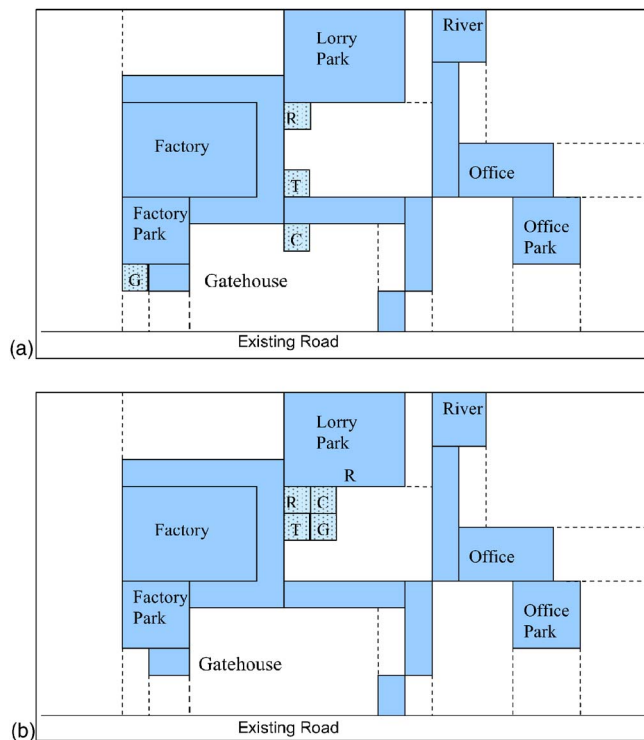 Lorry
Park
River
R
Factory
T
Office
Factory
Park
Office
Park
C
G
Gatehouse
(a)
Existing Road
Lorry
Park
River
R
R
C
T
G
Factory
Office
Factory
Park
Office
Park
Gatehouse
(b)
Existing Road